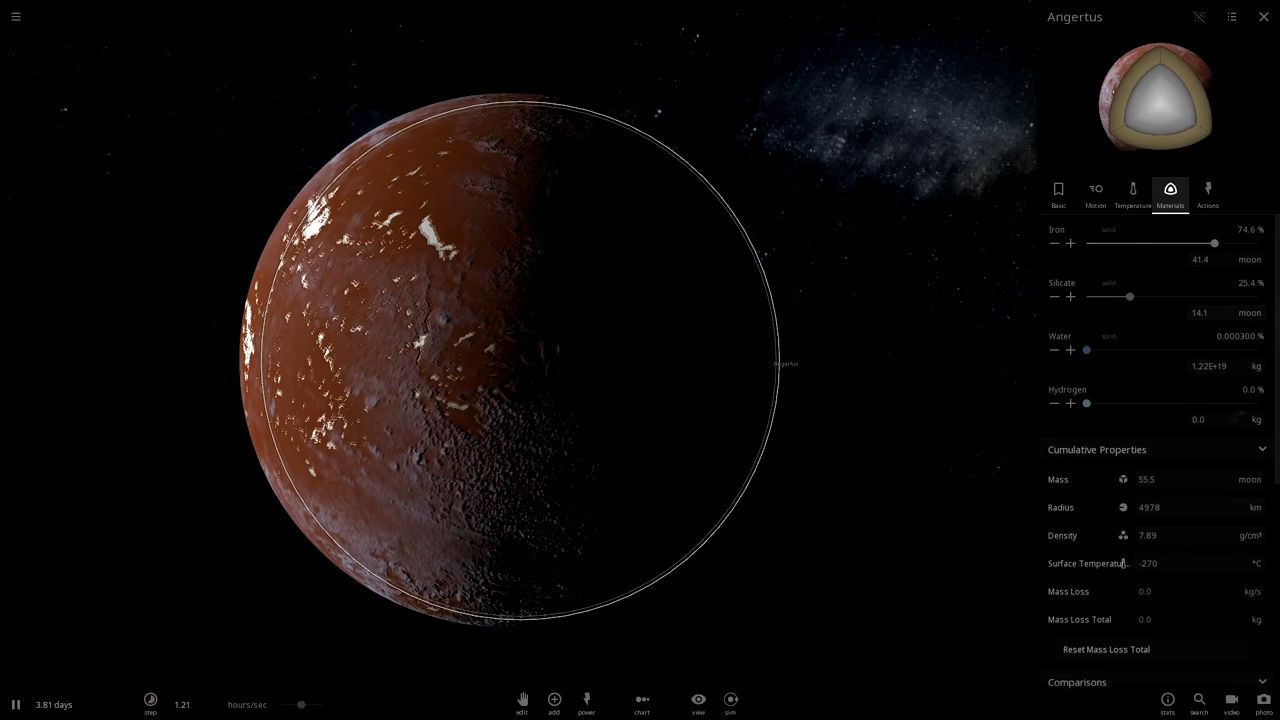 Angertus
Basic
Motion
Temperature
Materials
Actions
Iron solid 74.6 %
41.4 moon
Silicate solid 25.4 %
14.1 moon
Water solid 0.000300 %
1.22E+19 kg
Hydrogen 0.0 %
0.0 kg
Cumulative Properties
Mass 55.5 moon
Radius 4978 km
Density 7.89 g/cm³
Surface Temperatu... -270 °C
Mass Loss 0.0 kg/s
Mass Loss Total 0.0 kg
Reset Mass Loss Total
Comparisons
Angertus
3.81 days
step
1.21 hours/sec
edit
add
power
chart
view
sim
stats
search
video
photo